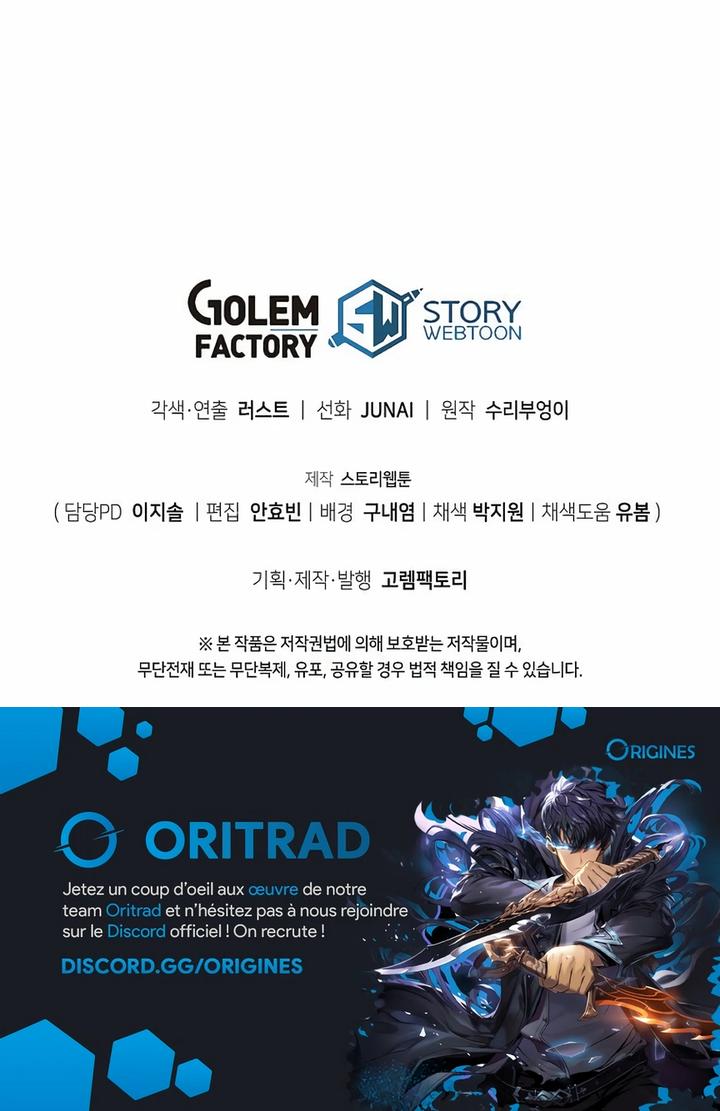 GOLEM
FACTORY
SW
STORY
WEBTOON
각색·연출 러스트 | 선화 JUNAI | 원작 수리부엉이
제작 스토리웹툰
( 담당PD 이지솔 | 편집 안효빈 | 배경 구내염 | 채색 박지원 | 채색도움 유봄 )
기획·제작·발행 고렘팩토리
※ 본 작품은 저작권법에 의해 보호받는 저작물이며,
무단전재 또는 무단복제, 유포, 공유할 경우 법적 책임을 질 수 있습니다.
ORIGINES
ORITRAD
Jetez un coup d'oeil aux œuvre de notre
team Oritrad et n'hésitez pas à nous rejoindre
sur le Discord officiel ! On recrute !
DISCORD.GG/ORIGINES